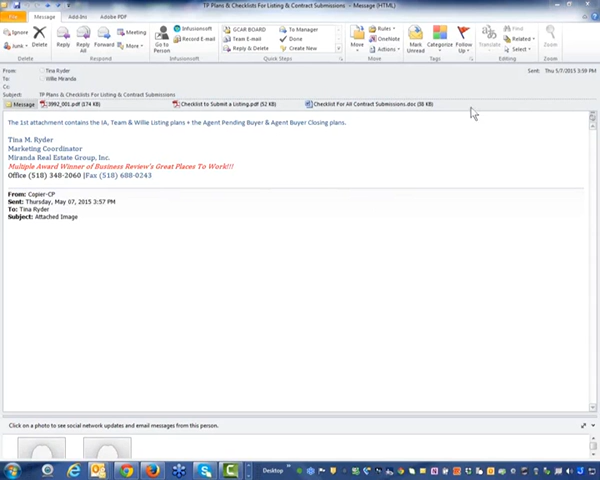 TP Plans & Checklists For Listing & Contract Submissions - Message (HTML)
File Message Add-Ins Adobe PDF
Ignore
Junk
Delete
Reply
Reply All
Forward
Meeting
More
Go to Person
Infusionsoft
Record E-mail
GCAR BOARD
Team E-mail
Reply & Delete
To Manager
Done
Create New
Move
Rules
OneNote
Actions
Mark Unread
Categorize
Follow Up
Translate
Find
Related
Select
Zoom
Delete Respond Quick Steps Move Tags Editing Zoom
From: Tina Ryder Sent: Thu 5/7/2015 3:59 PM
To: Willie Miranda
Cc:
Subject: TP Plans & Checklists For Listing & Contract Submissions
Message 3992_001.pdf (174 KB) Checklist to Submit a Listing.pdf (52 KB) Checklist For All Contract Submissions.doc (38 KB)
The 1st attachment contains the IA, Team & Willie Listing plans + the Agent Pending Buyer & Agent Buyer Closing plans.
Tina M. Ryder
Marketing Coordinator
Miranda Real Estate Group, Inc.
Multiple Award Winner of Business Review's Great Places To Work!!!
Office (518) 348-2060 |Fax (518) 688-0243
From: Copier-CP
Sent: Thursday, May 07, 2015 3:57 PM
To: Tina Ryder
Subject: Attached Image
Click on a photo to see social network updates and email messages from this person.
Desktop
3:46 PM